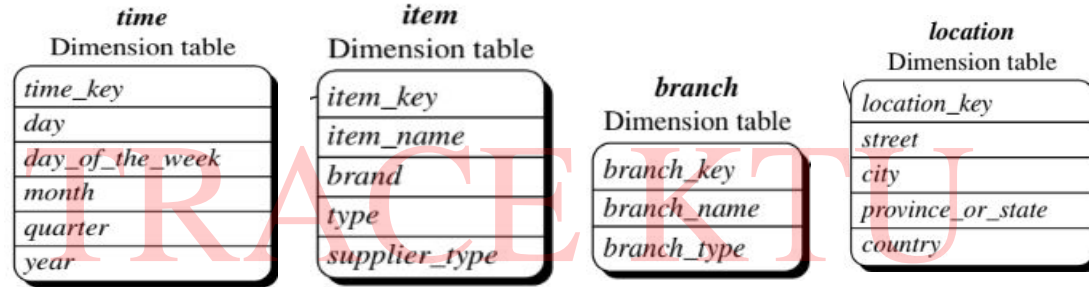 time
Dimension table
time_key
day
day_of_the_week
month
quarter
year
item
Dimension table
item_key
item_name
brand
type
supplier_type
branch
Dimension table
branch_key
branch_name
branch_type
location
Dimension table
location_key
street
city
province_or_state
country
TRACE KTU